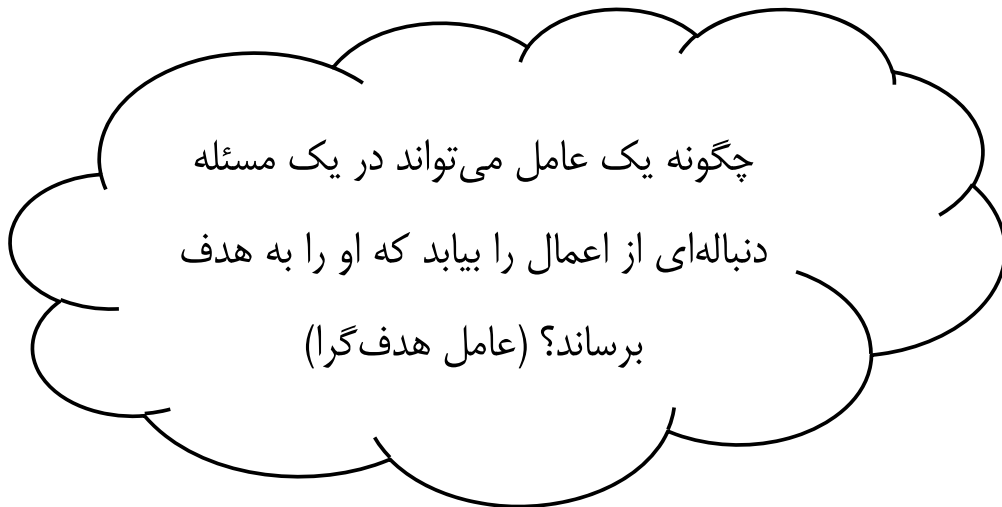 چگونه یک عامل می‌تواند در یک مسئله
دنباله‌ای از اعمال را بیابد که او را به هدف
برساند؟ (عامل هدف‌گرا)